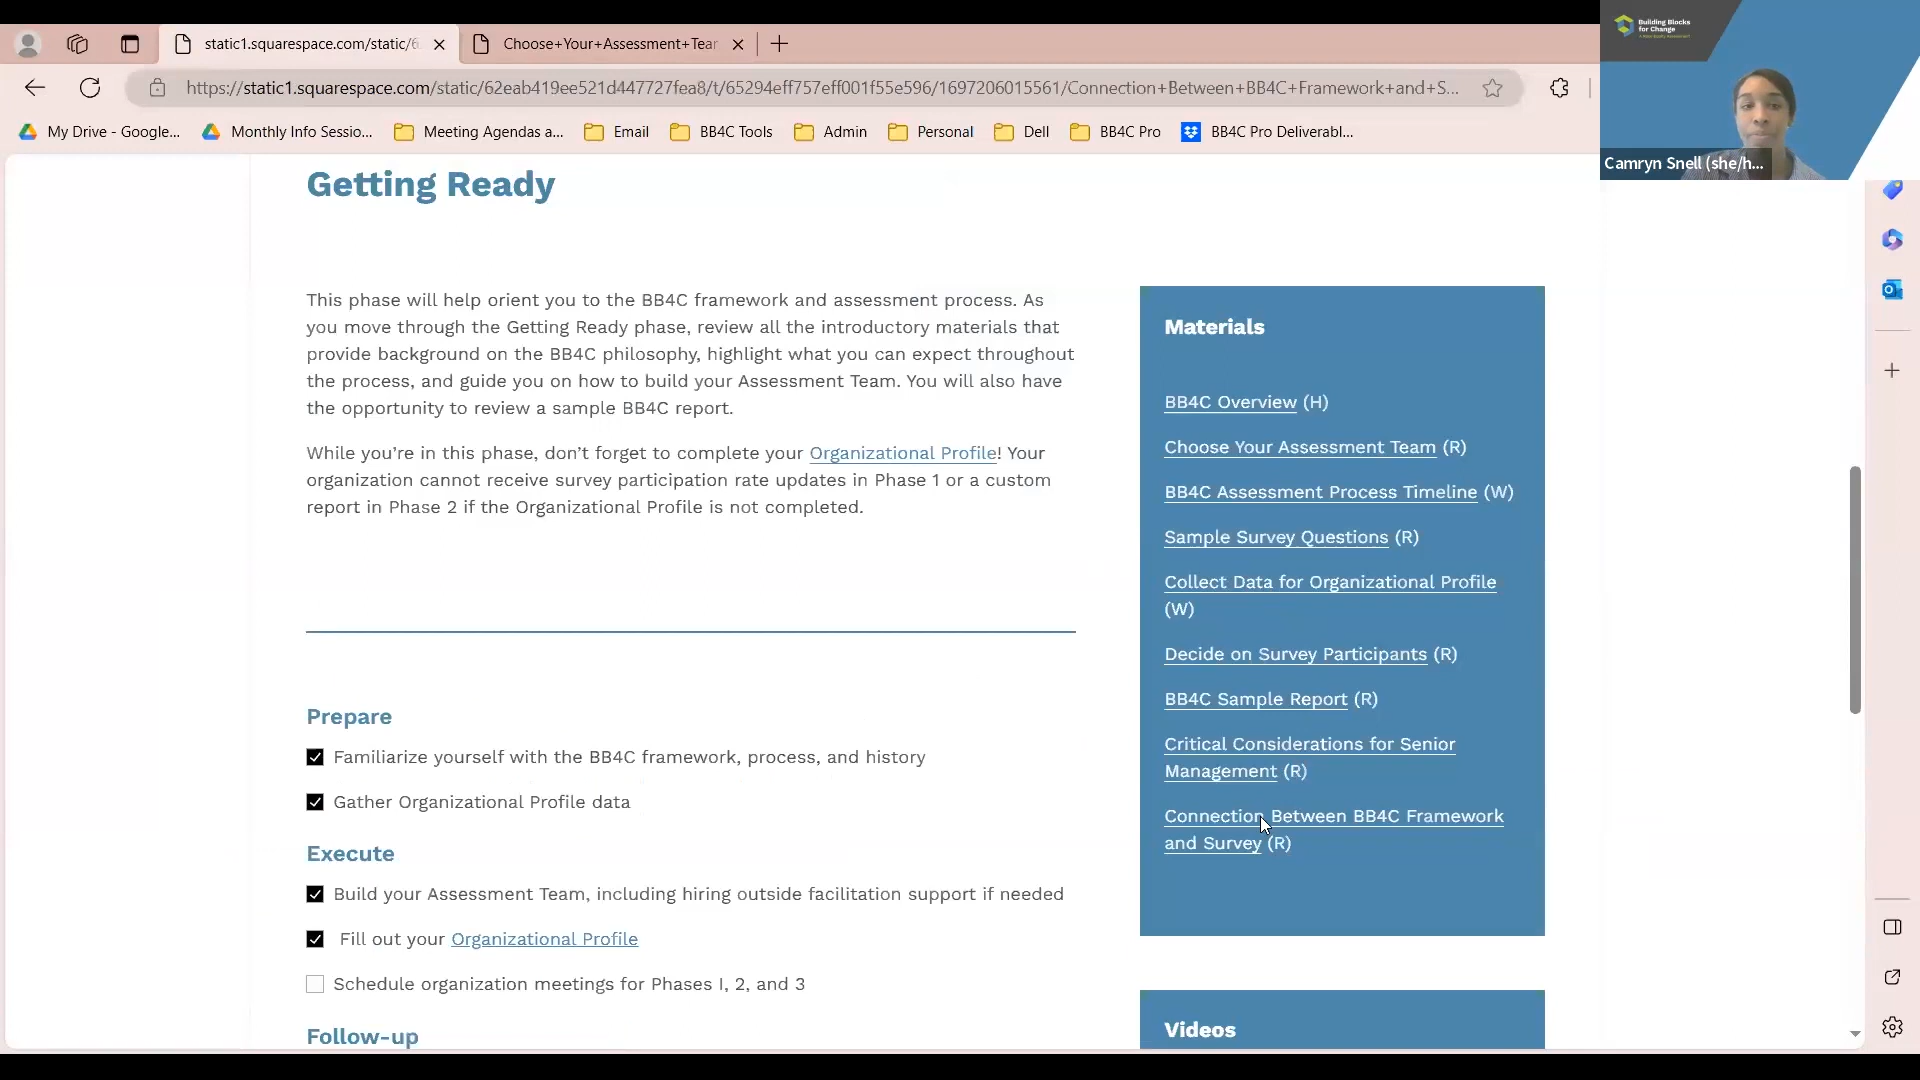 static1.squarespace.com/static/6
Choose+Your+Assessment+Tear
Building Blocks
for Change
https://static1.squarespace.com/static/62eab419ee521d447727fea8/t/65294eff757eff001f55e596/1697206015561/Connection+Between+BB4C+Framework+and+S...
My Drive - Google...
Monthly Info Sessio...
Meeting Agendas a...
Email
BB4C Tools
Admin
Personal
Dell
BB4C Pro
BB4C Pro Deliverabl...
Camryn Snell (she/h...
Getting Ready
This phase will help orient you to the BB4C framework and assessment process. As
you move through the Getting Ready phase, review all the introductory materials that
provide background on the BB4C philosophy, highlight what you can expect throughout
the process, and guide you on how to build your Assessment Team. You will also have
the opportunity to review a sample BB4C report.
While you're in this phase, don't forget to complete your Organizational Profile! Your
organization cannot receive survey participation rate updates in Phase 1 or a custom
report in Phase 2 if the Organizational Profile is not completed.
Prepare
Familiarize yourself with the BB4C framework, process, and history
Gather Organizational Profile data
Execute
Build your Assessment Team, including hiring outside facilitation support if needed
Fill out your Organizational Profile
Schedule organization meetings for Phases I, 2, and 3
Follow-up
Materials
BB4C Overview (H)
Choose Your Assessment Team (R)
BB4C Assessment Process Timeline (W)
Sample Survey Questions (R)
Collect Data for Organizational Profile
(W)
Decide on Survey Participants (R)
BB4C Sample Report (R)
Critical Considerations for Senior
Management (R)
Connection Between BB4C Framework
and Survey (R)
Videos